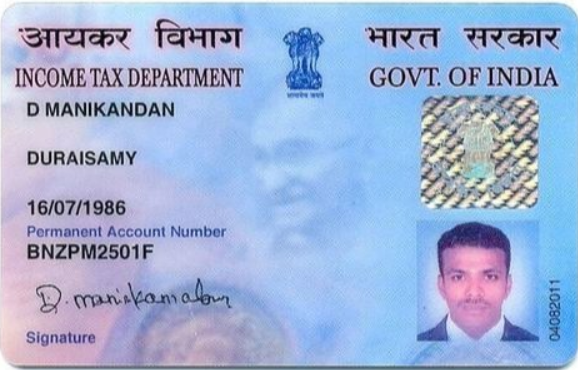 आयकर विभाग
INCOME TAX DEPARTMENT
भारत सरकार
GOVT. OF INDIA
सत्यमेव जयते
D MANIKANDAN
DURAISAMY
16/07/1986
Permanent Account Number
BNZPM2501F
D. manikandan
Signature
04082011